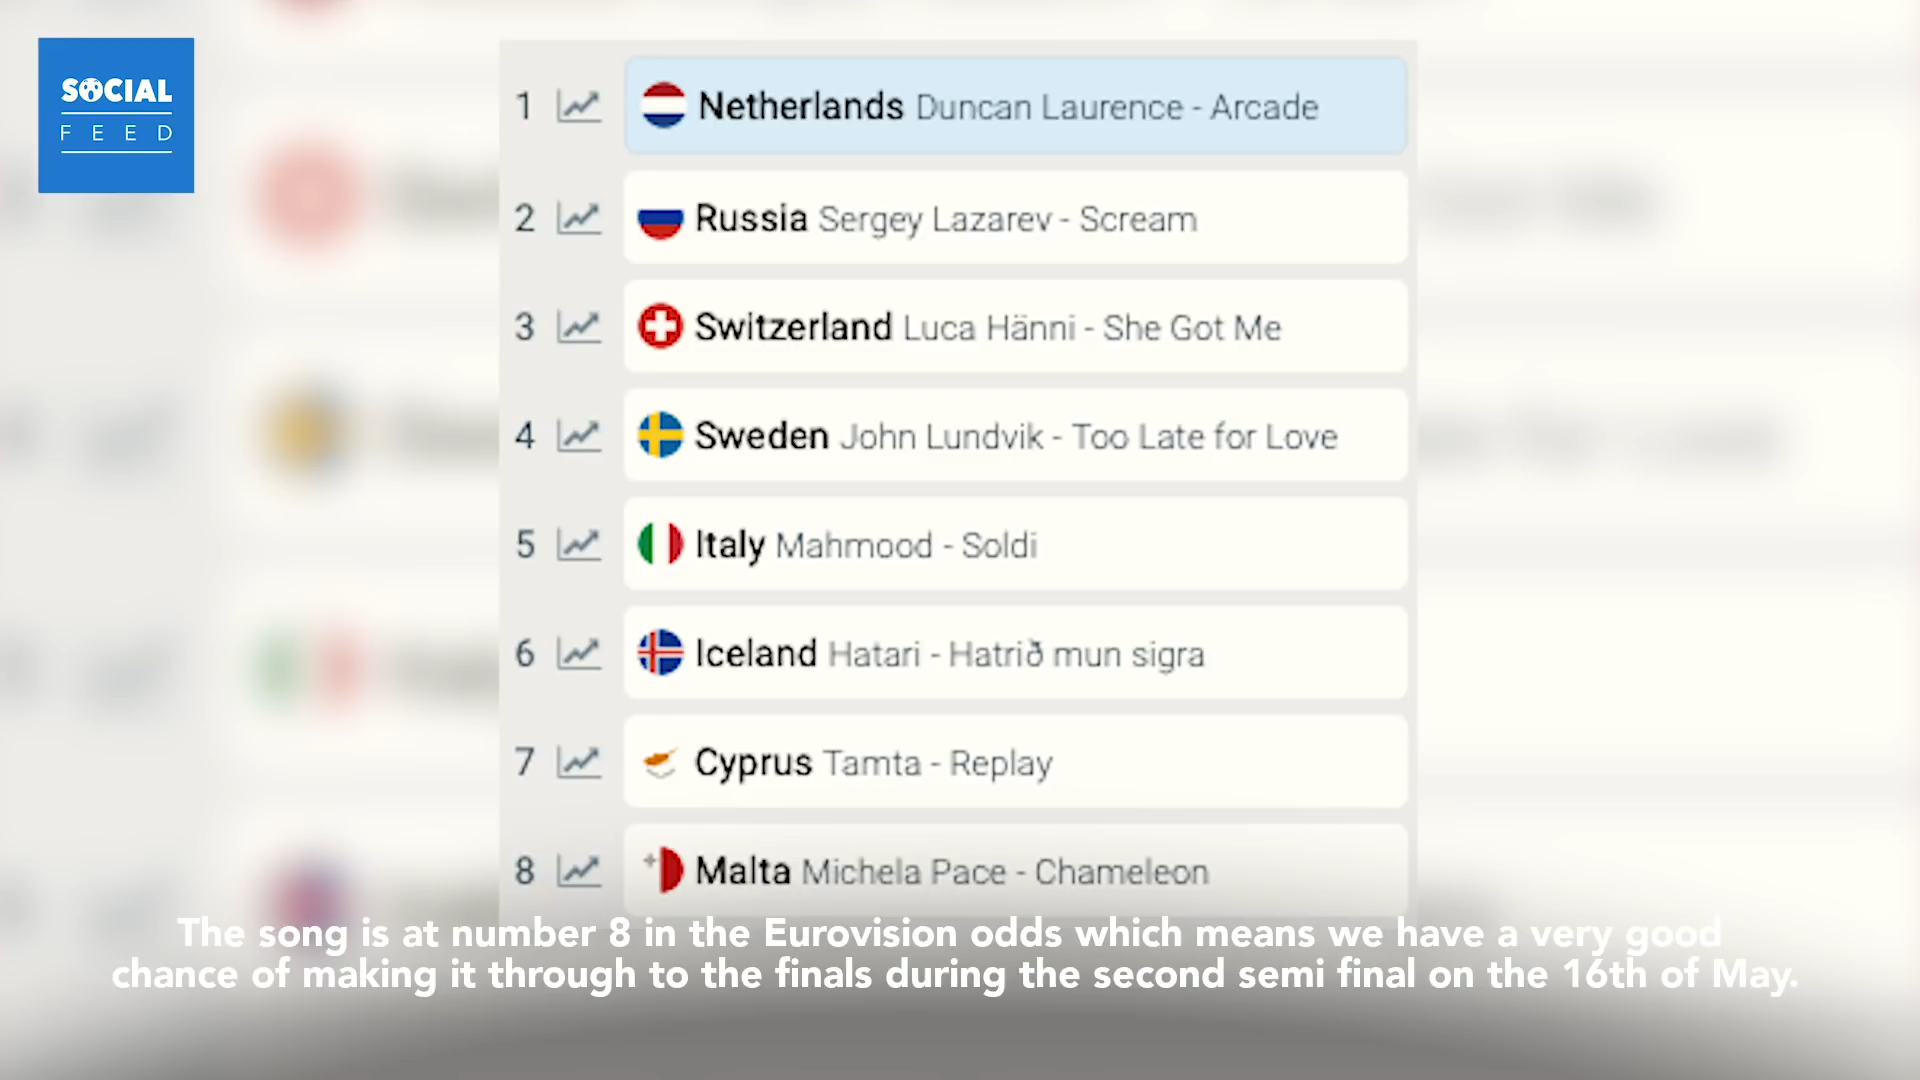 SOCIAL
FEED
1 Netherlands Duncan Laurence - Arcade
2 Russia Sergey Lazarev - Scream
3 Switzerland Luca Hänni - She Got Me
4 Sweden John Lundvik - Too Late for Love
5 Italy Mahmood - Soldi
6 Iceland Hatari - Hatrið mun sigra
7 Cyprus Tamta - Replay
8 Malta Michela Pace - Chameleon
The song is at number 8 in the Eurovision odds which means we have a very good
chance of making it through to the finals during the second semi final on the 16th of May.